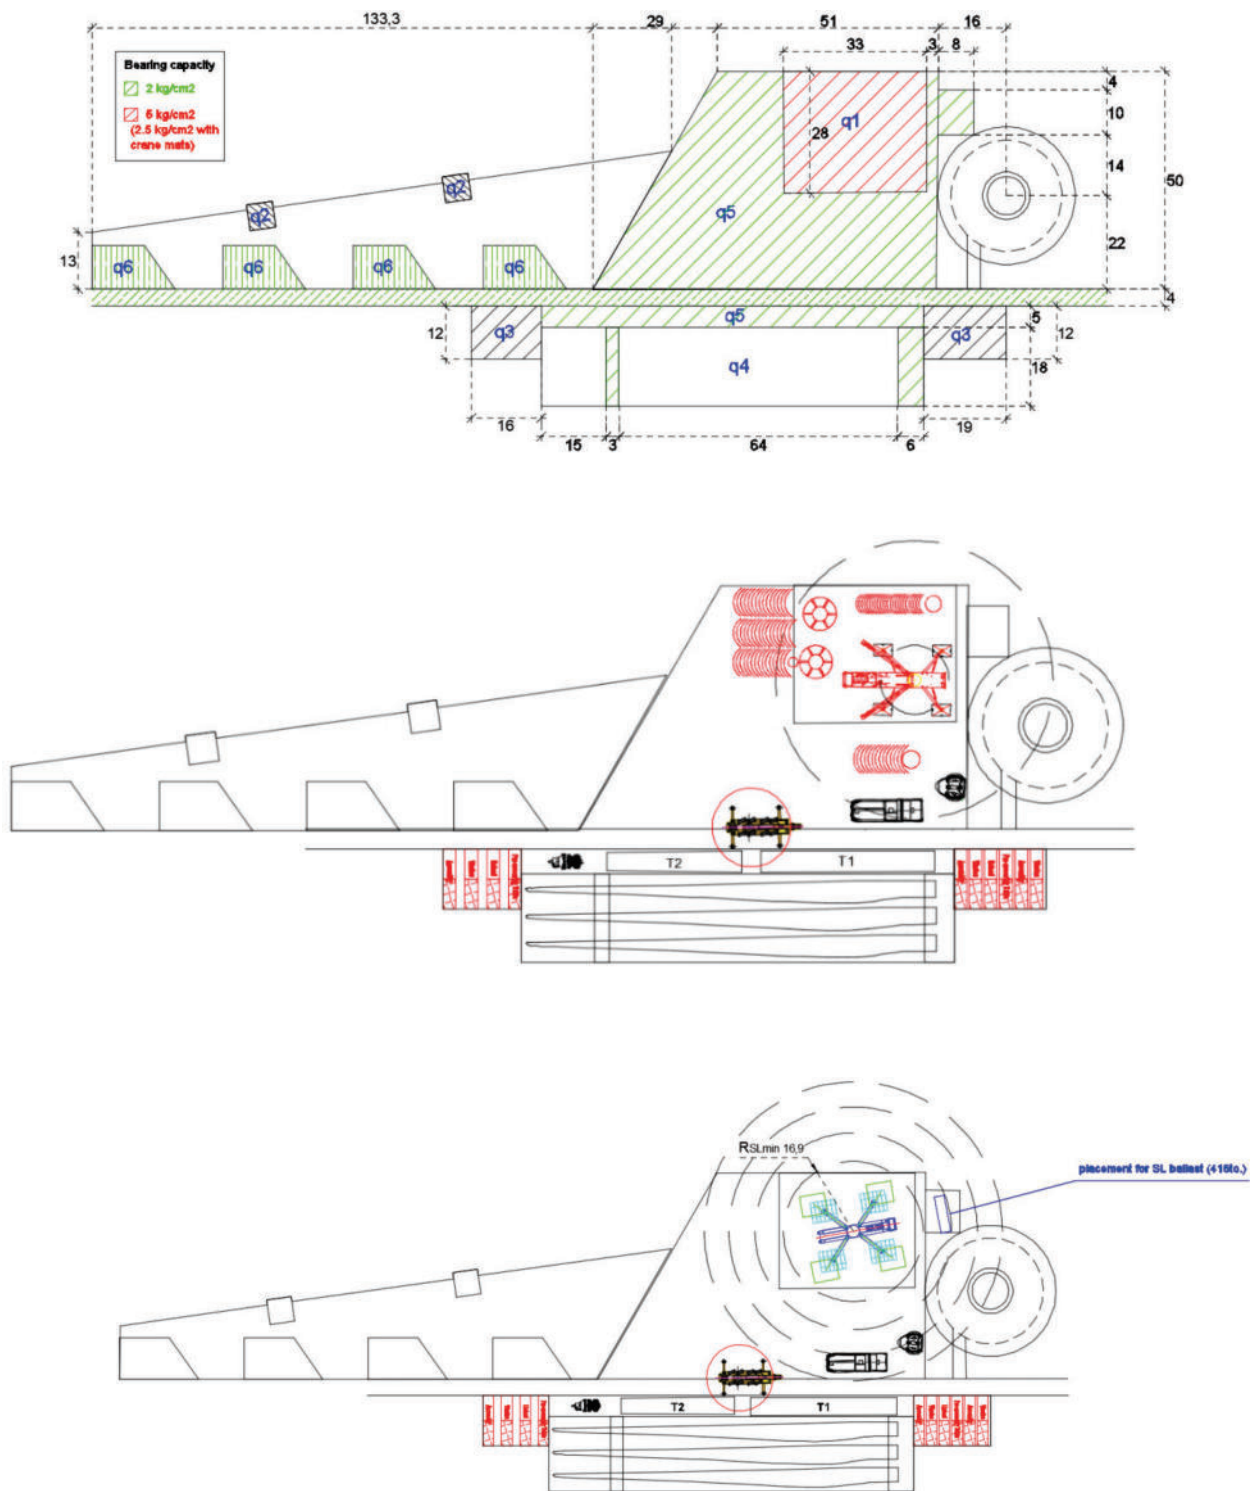 133,3
29
51
16
33
3
8
Bearing capacity
2 kg/cm2
5 kg/cm2
(2.5 kg/cm2 with
crane mats)
4
10
q1
28
14
50
q2
q2
q5
22
13
q6
q6
q6
q6
4
q5
5
12
q3
q3
12
q4
18
16
19
15
3
64
6
T2
T1
RSLmin 16,9
placement for SL ballast (416to.)
T2
T1